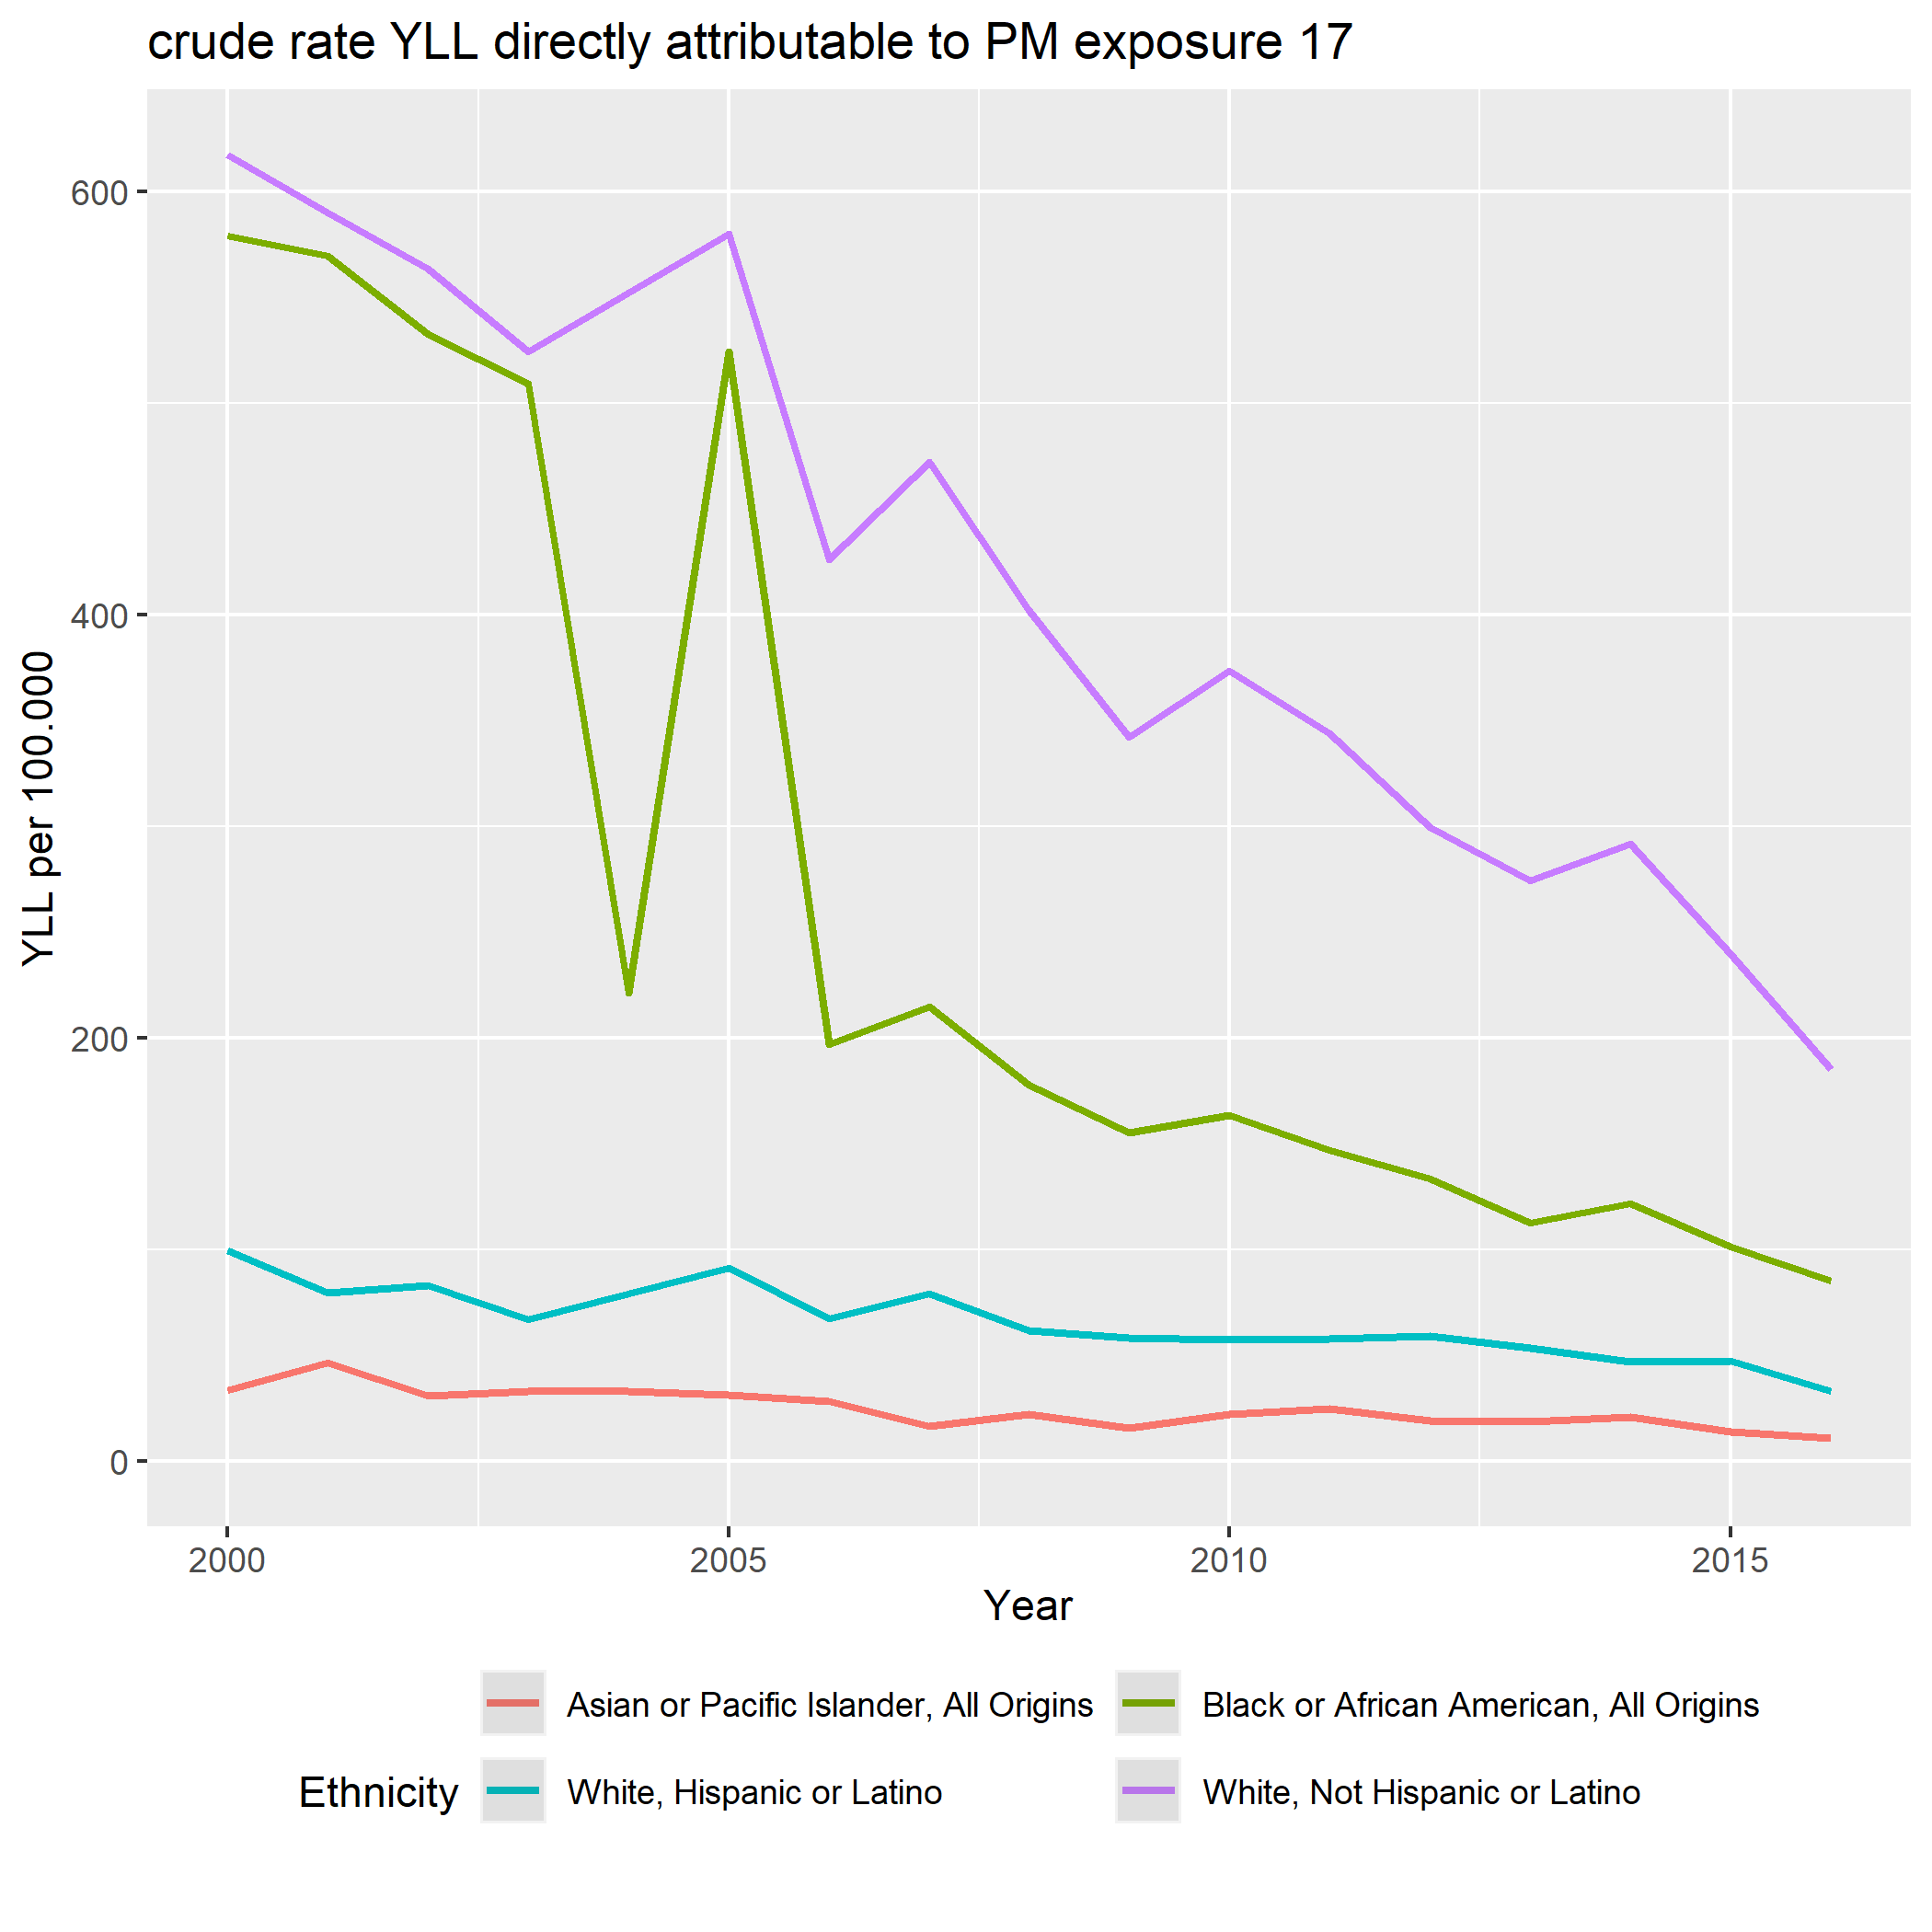 crude rate YLL directly attributable to PM exposure 17
YLL per 100.000
600
400
200
0
2000 2005 2010 2015
Year
Ethnicity
Asian or Pacific Islander, All Origins
Black or African American, All Origins
White, Hispanic or Latino
White, Not Hispanic or Latino